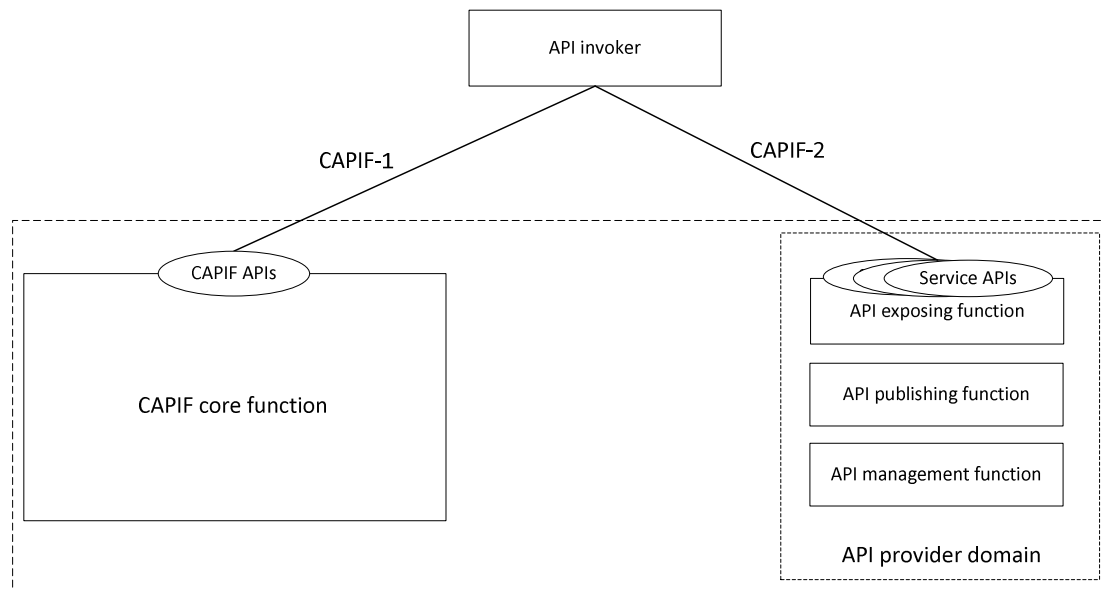 API invoker
CAPIF-1
CAPIF-2
CAPIF APIs
Service APIs
API exposing function
CAPIF core function
API publishing function
API management function
API provider domain